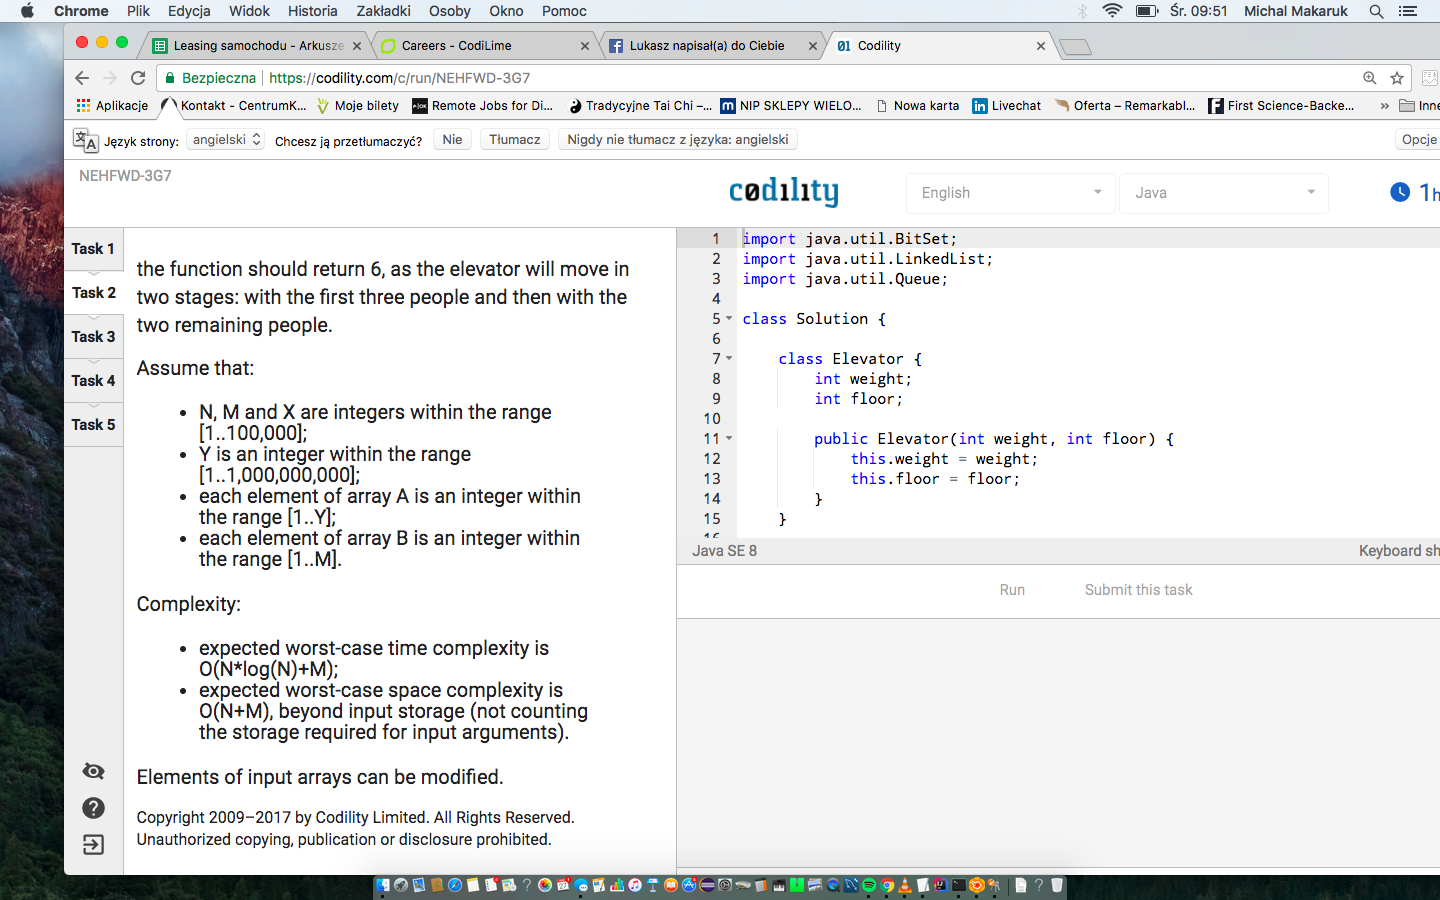 Chrome Plik Edycja Widok Historia Zakładki Osoby Okno Pomoc Śr. 09:51 Michal Makaruk
Leasing samochodu - Arkusze Careers - CodiLime Lukasz napisał(a) do Ciebie Codility
Bezpieczna https://codility.com/c/run/NEHFWD-3G7
Aplikacje Kontakt - CentrumK... Moje bilety Remote Jobs for Di... Tradycyjne Tai Chi –... NIP SKLEPY WIELO... Nowa karta Livechat Oferta – Remarkabl... First Science-Backe... » Inne
Język strony: angielski Chcesz ją przetłumaczyć? Nie Tłumacz Nigdy nie tłumacz z języka: angielski Opcje
NEHFWD-3G7
codility
English Java 1h
Task 1
Task 2
Task 3
Task 4
Task 5
the function should return 6, as the elevator will move in
two stages: with the first three people and then with the
two remaining people.
Assume that:
• N, M and X are integers within the range
[1..100,000];
• Y is an integer within the range
[1..1,000,000,000];
• each element of array A is an integer within
the range [1..Y];
• each element of array B is an integer within
the range [1..M].
Complexity:
• expected worst-case time complexity is
O(N*log(N)+M);
• expected worst-case space complexity is
O(N+M), beyond input storage (not counting
the storage required for input arguments).
Elements of input arrays can be modified.
Copyright 2009–2017 by Codility Limited. All Rights Reserved.
Unauthorized copying, publication or disclosure prohibited.
1 import java.util.BitSet;
2 import java.util.LinkedList;
3 import java.util.Queue;
4
5 class Solution {
6
7 class Elevator {
8 int weight;
9 int floor;
10
11 public Elevator(int weight, int floor) {
12 this.weight = weight;
13 this.floor = floor;
14 }
15 }
16
Java SE 8 Keyboard sh
Run Submit this task